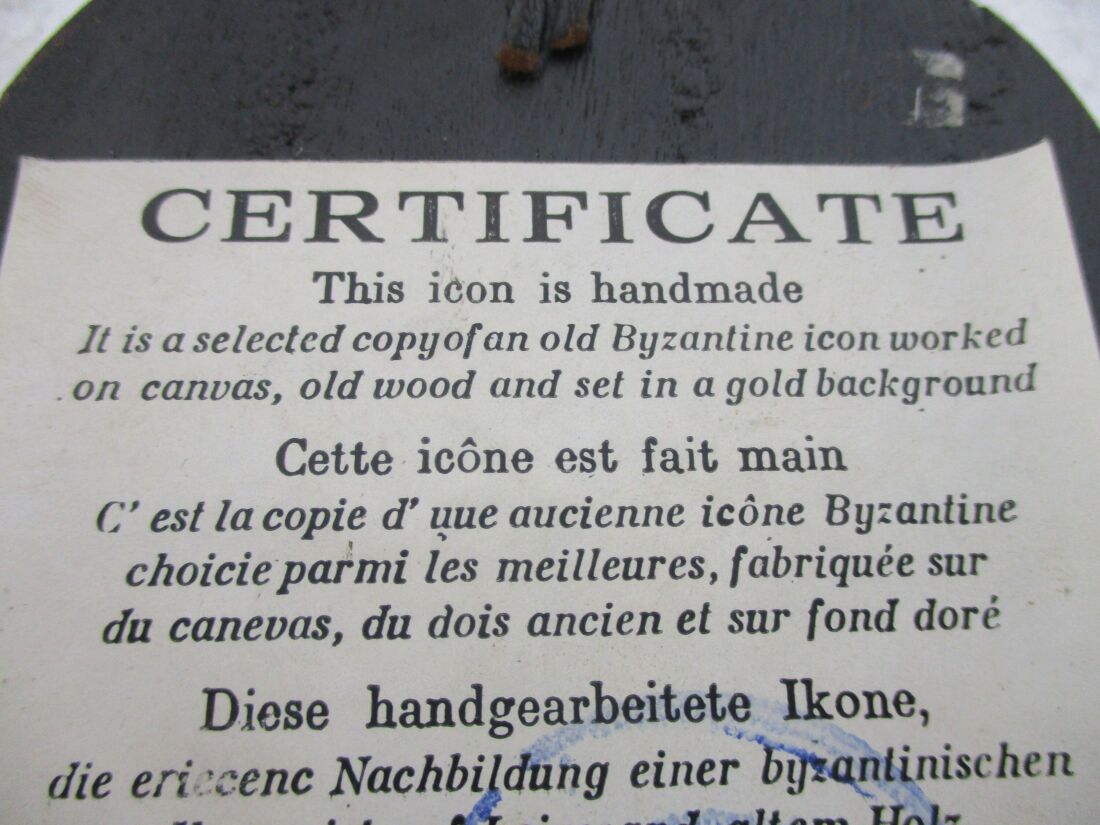 CERTIFICATE
This icon is handmade
It is a selected copy of an old Byzantine icon worked
on canvas, old wood and set in a gold background
Cette icône est fait main
C' est la copie d' uue aucienne icône Byzantine
choicie parmi les meilleures, fabriquée sur
du canevas, du dois ancien et sur fond doré
Diese handgearbeitete Ikone,
die Nachbildung einer byzantinischen
altem Holz